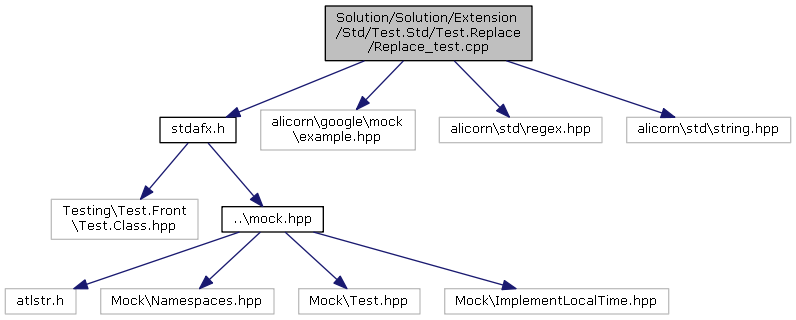 Solution/Solution/Extension
/Std/Test.Std/Test.Replace
/Replace_test.cpp
stdafx.h
alicorn\google\mock
\example.hpp
alicorn\std\regex.hpp
alicorn\std\string.hpp
Testing\Test.Front
\Test.Class.hpp
..\mock.hpp
atlstr.h
Mock\Namespaces.hpp
Mock\Test.hpp
Mock\ImplementLocalTime.hpp